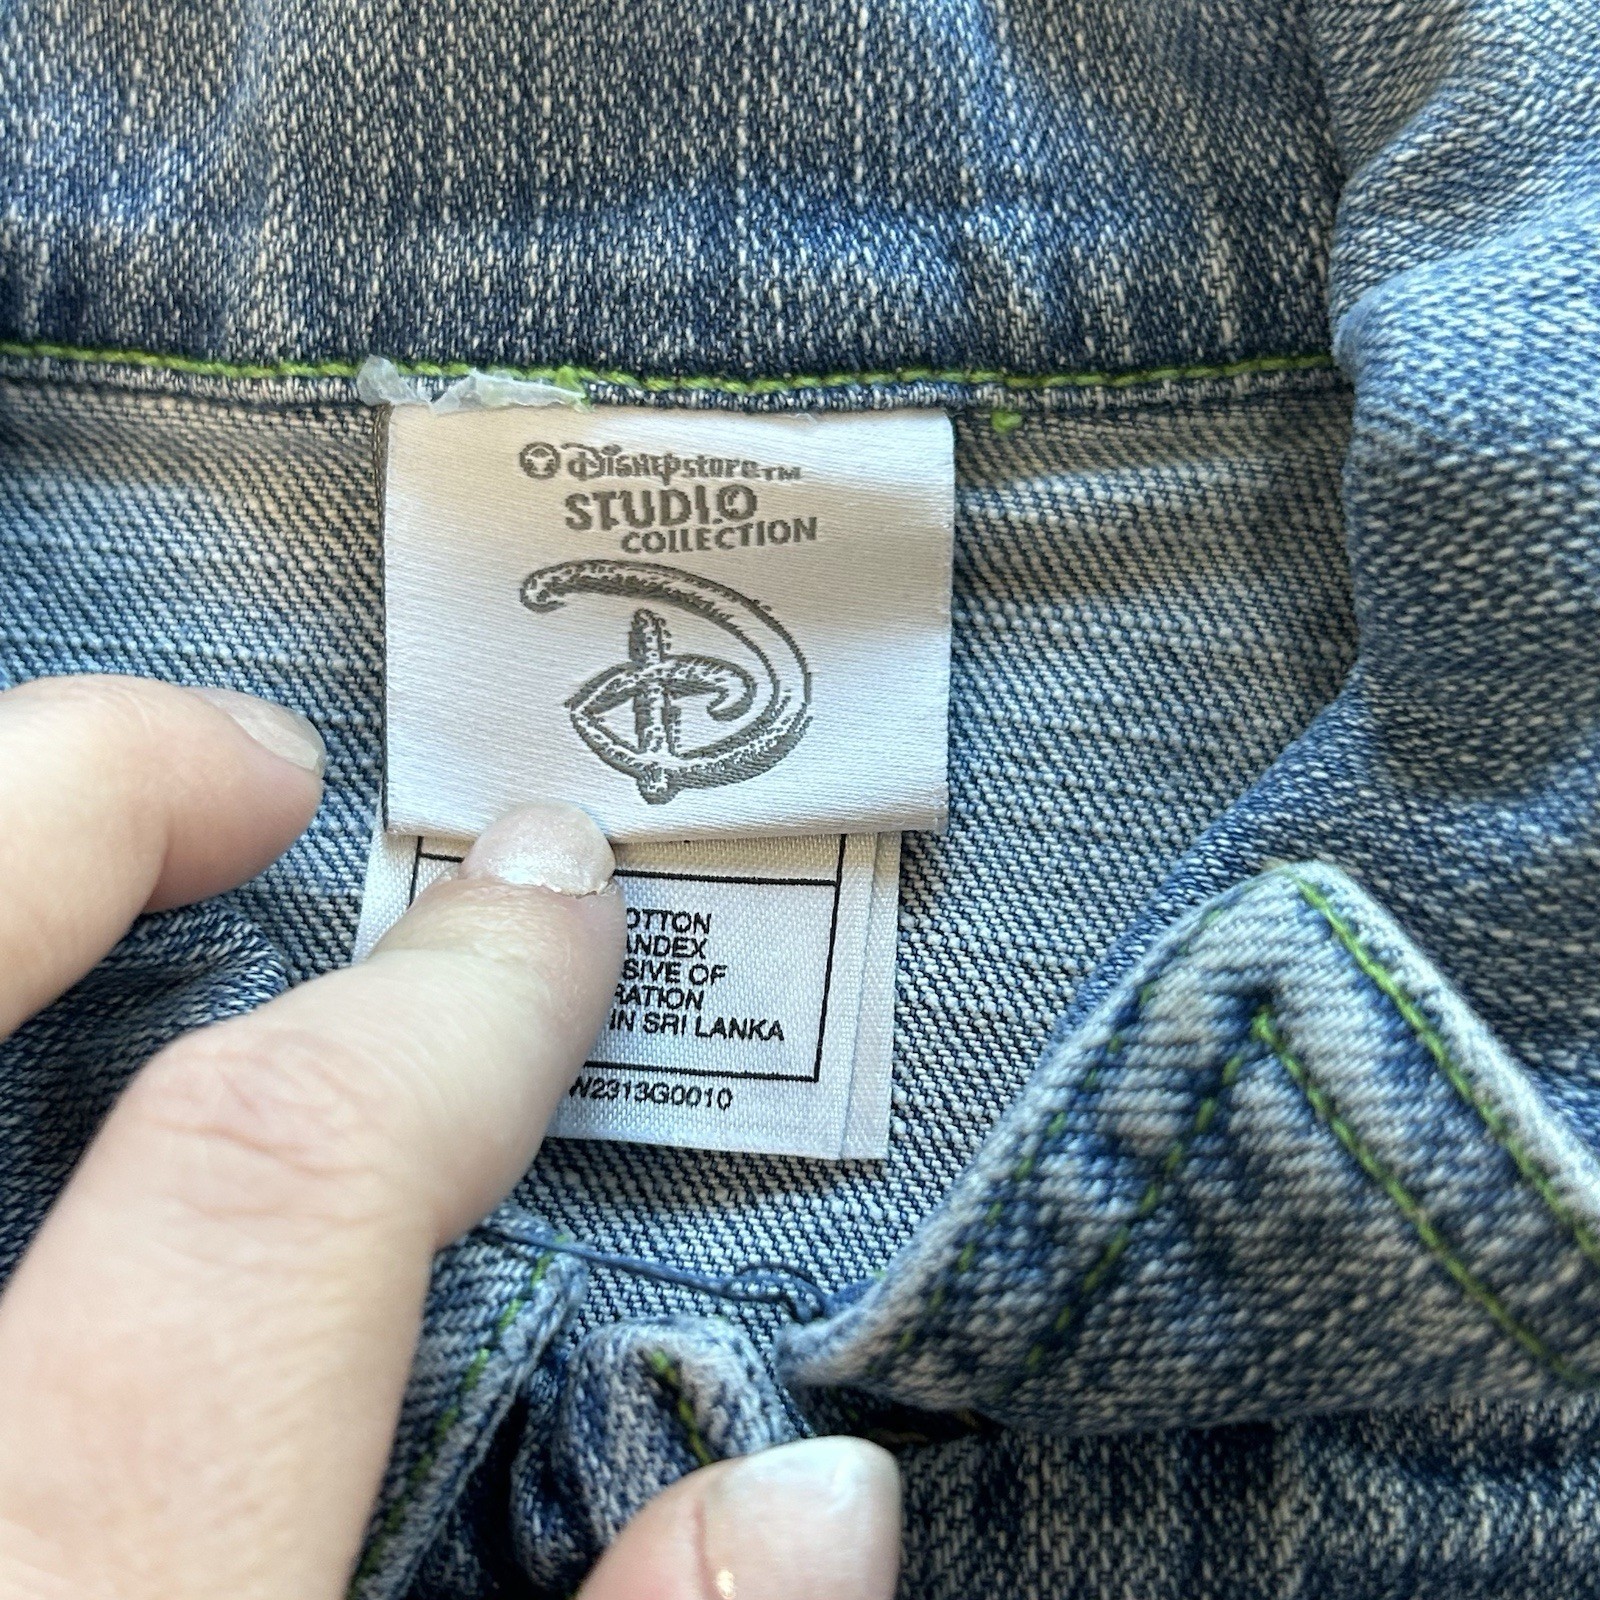 DisneyStore™
STUDIO
COLLECTION
D
OTTON
ANDEX
SIVE OF
RATION
IN SRI LANKA
W2313G0010